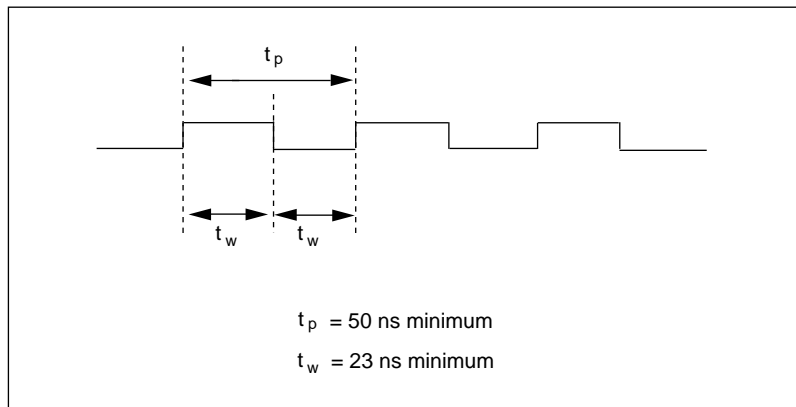 t p
t w t w
t p = 50 ns minimum
t w = 23 ns minimum